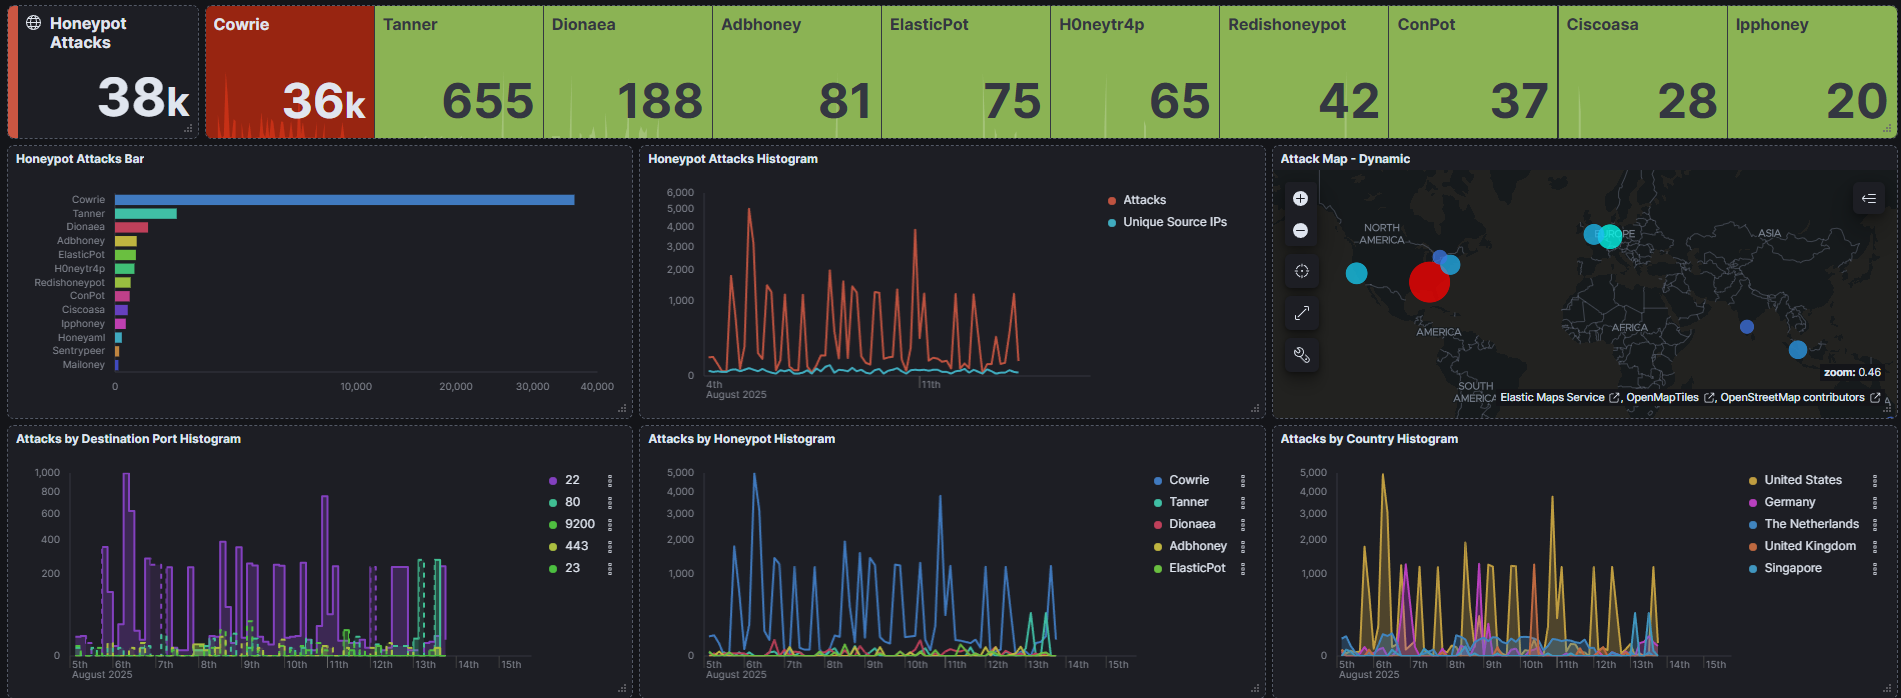 Honeypot
Attacks
38k
Cowrie
36k
Tanner
655
Dionaea
188
Adbhoney
81
ElasticPot
75
H0neytr4p
65
Redishoneypot
42
ConPot
37
Ciscoasa
28
Ipphoney
20
Honeypot Attacks Bar
Cowrie
Tanner
Dionaea
Adbhoney
ElasticPot
H0neytr4p
Redishoneypot
ConPot
Ciscoasa
Ipphoney
Honeyaml
Sentrypeer
Mailoney
0 10,000 20,000 30,000 40,000
Honeypot Attacks Histogram
6,000
5,000
4,000
3,000
2,000
1,000
0
4th 11th
August 2025
Attacks
Unique Source IPs
Attack Map - Dynamic
NORTH
AMERICA
EUROPE
ASIA
AMERICA
AFRICA
SOUTH
AMERICA
zoom: 0.46
Elastic Maps Service , OpenMapTiles , OpenStreetMap contributors
Attacks by Destination Port Histogram
1,000
800
600
400
200
0
5th 6th 7th 8th 9th 10th 11th 12th 13th 14th 15th
August 2025
22
80
9200
443
23
Attacks by Honeypot Histogram
5,000
4,000
3,000
2,000
1,000
0
5th 6th 7th 8th 9th 10th 11th 12th 13th 14th 15th
August 2025
Cowrie
Tanner
Dionaea
Adbhoney
ElasticPot
Attacks by Country Histogram
5,000
4,000
3,000
2,000
1,000
0
5th 6th 7th 8th 9th 10th 11th 12th 13th 14th 15th
August 2025
United States
Germany
The Netherlands
United Kingdom
Singapore